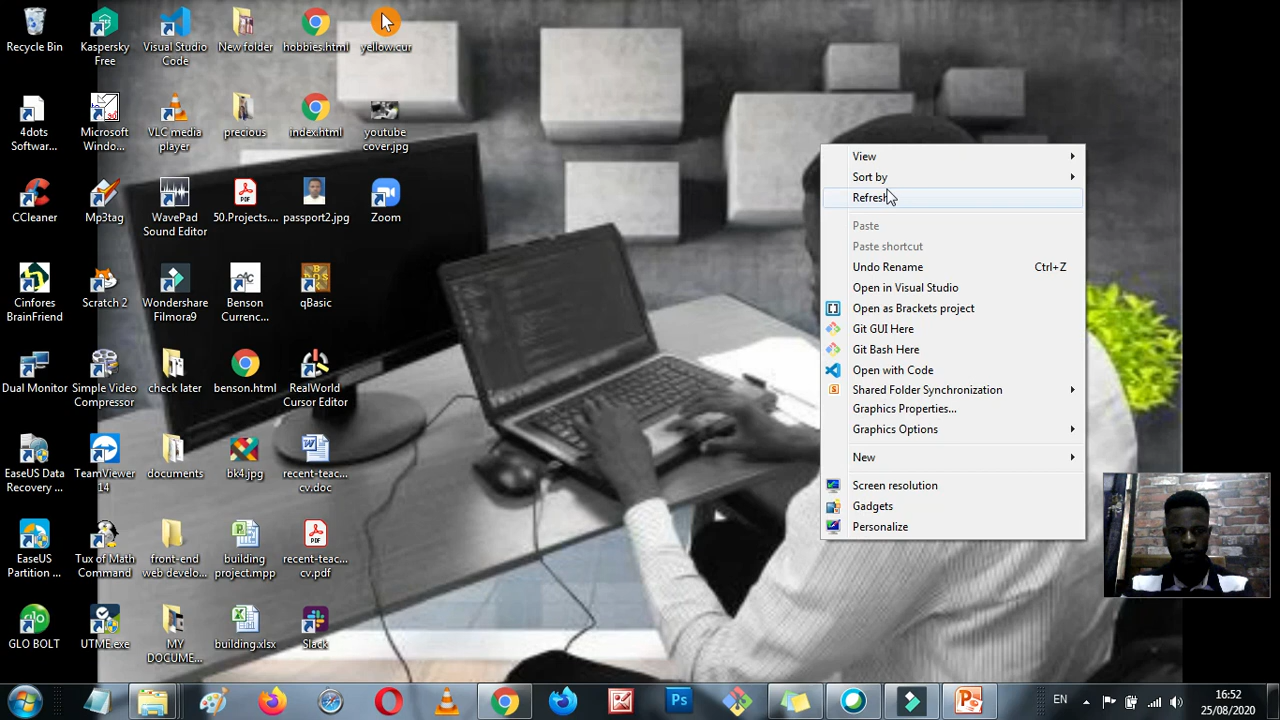 Recycle Bin
Kaspersky
Free
Visual Studio
Code
New folder
hobbies.html
yellow.cur
4dots
Softwar...
Microsoft
Windo...
VLC media
player
precious
index.html
youtube
cover.jpg
CCleaner
Mp3tag
WavePad
Sound Editor
50.Projects....
passport2.jpg
Zoom
Cinfores
BrainFriend
Scratch 2
Wondershare
Filmora9
Benson
Currenc...
qBasic
Dual Monitor
Simple Video
Compressor
check later
benson.html
RealWorld
Cursor Editor
EaseUS Data
Recovery ...
TeamViewer
14
documents
bk4.jpg
recent-teac...
cv.doc
EaseUS
Partition ...
Tux of Math
Command
front-end
web develo...
building
project.mpp
recent-teac...
cv.pdf
GLO BOLT
UTME.exe
MY
DOCUME...
building.xlsx
Slack
View
Sort by
Refresh
Paste
Paste shortcut
Undo Rename Ctrl+Z
Open in Visual Studio
Open as Brackets project
Git GUI Here
Git Bash Here
Open with Code
Shared Folder Synchronization
Graphics Properties...
Graphics Options
New
Screen resolution
Gadgets
Personalize
Ps
EN
16:52
25/08/2020